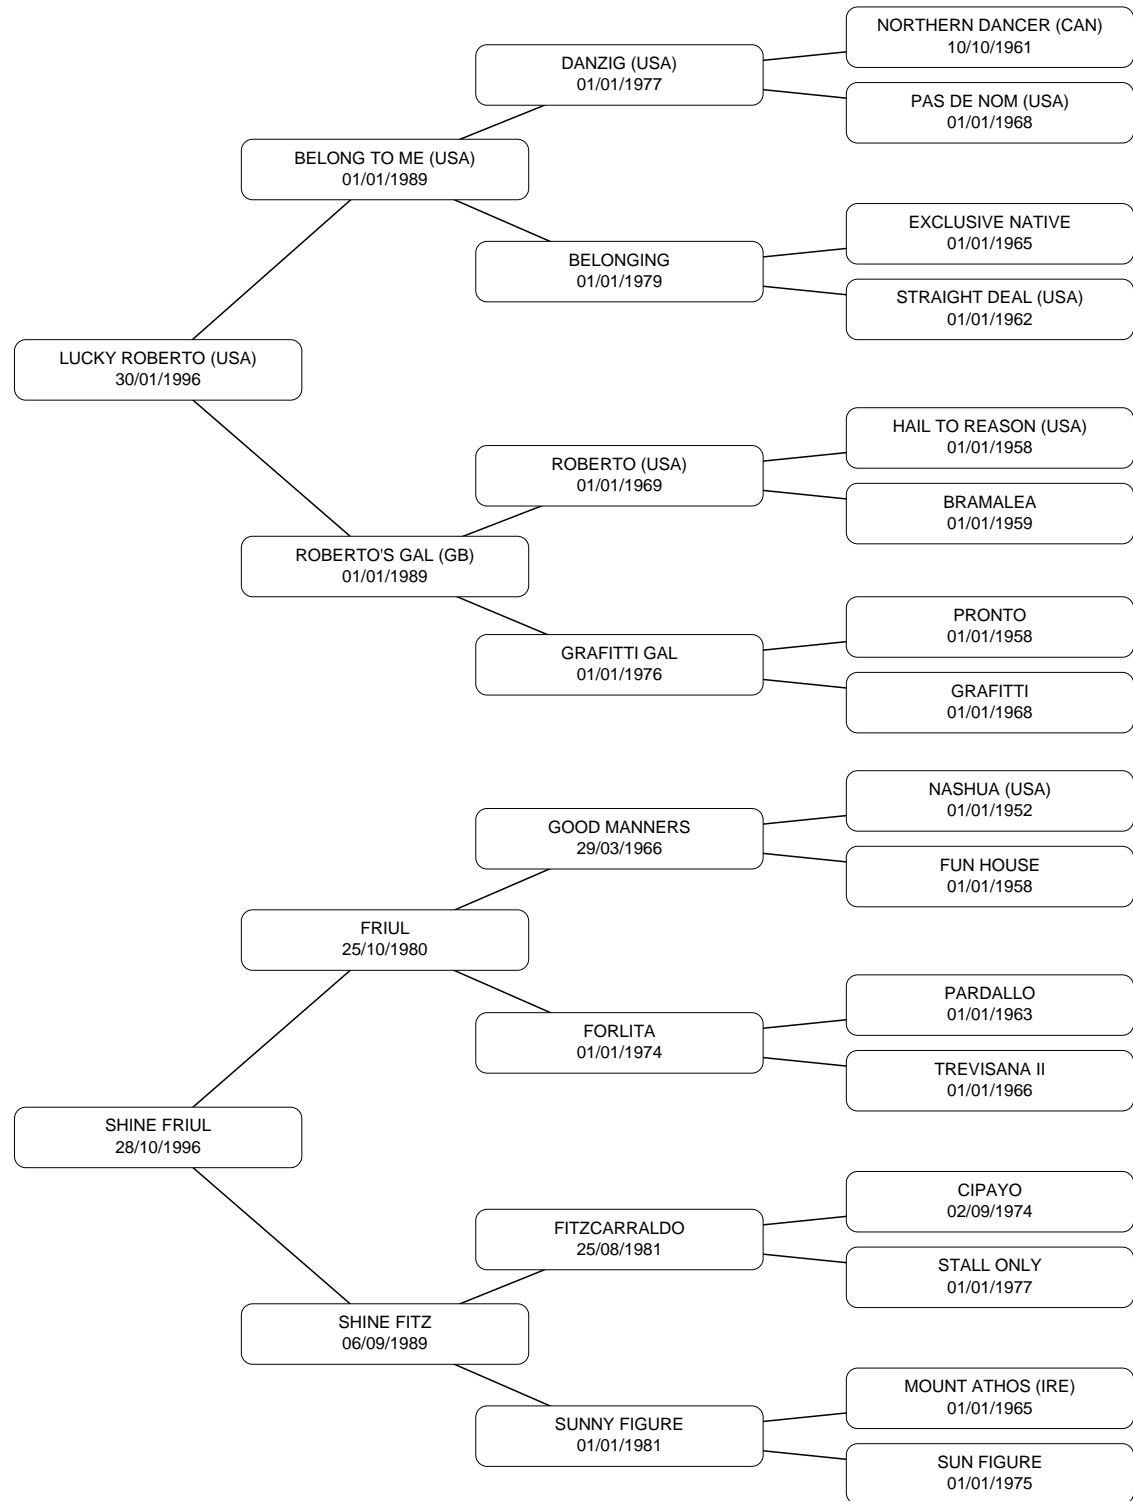 NORTHERN DANCER (CAN)
10/10/1961
DANZIG (USA)
01/01/1977
PAS DE NOM (USA)
01/01/1968
BELONG TO ME (USA)
01/01/1989
EXCLUSIVE NATIVE
01/01/1965
BELONGING
01/01/1979
STRAIGHT DEAL (USA)
01/01/1962
LUCKY ROBERTO (USA)
30/01/1996
HAIL TO REASON (USA)
01/01/1958
ROBERTO (USA)
01/01/1969
BRAMALEA
01/01/1959
ROBERTO'S GAL (GB)
01/01/1989
PRONTO
01/01/1958
GRAFITTI GAL
01/01/1976
GRAFITTI
01/01/1968
NASHUA (USA)
01/01/1952
GOOD MANNERS
29/03/1966
FUN HOUSE
01/01/1958
FRIUL
25/10/1980
PARDALLO
01/01/1963
FORLITA
01/01/1974
TREVISANA II
01/01/1966
SHINE FRIUL
28/10/1996
CIPAYO
02/09/1974
FITZCARRALDO
25/08/1981
STALL ONLY
01/01/1977
SHINE FITZ
06/09/1989
MOUNT ATHOS (IRE)
01/01/1965
SUNNY FIGURE
01/01/1981
SUN FIGURE
01/01/1975